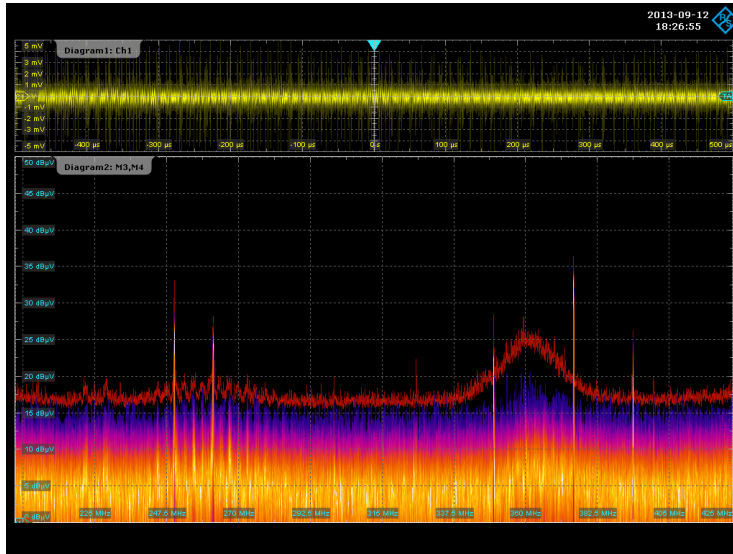 2013-09-12
18:26:55
Diagram1: Ch1
5 mV
3 mV
2 mV
1 mV
-1 mV
-2 mV
-3 mV
-5 mV
-400 µs
-300 µs
-200 µs
-100 µs
0 s
100 µs
200 µs
300 µs
400 µs
500 µs
TA
Diagram2: M3,M4
50 dBµV
45 dBµV
40 dBµV
35 dBµV
30 dBµV
25 dBµV
20 dBµV
15 dBµV
10 dBµV
5 dBµV
0 dBµV
225 MHz
247.5 MHz
270 MHz
292.5 MHz
315 MHz
337.5 MHz
360 MHz
382.5 MHz
405 MHz
425 MHz